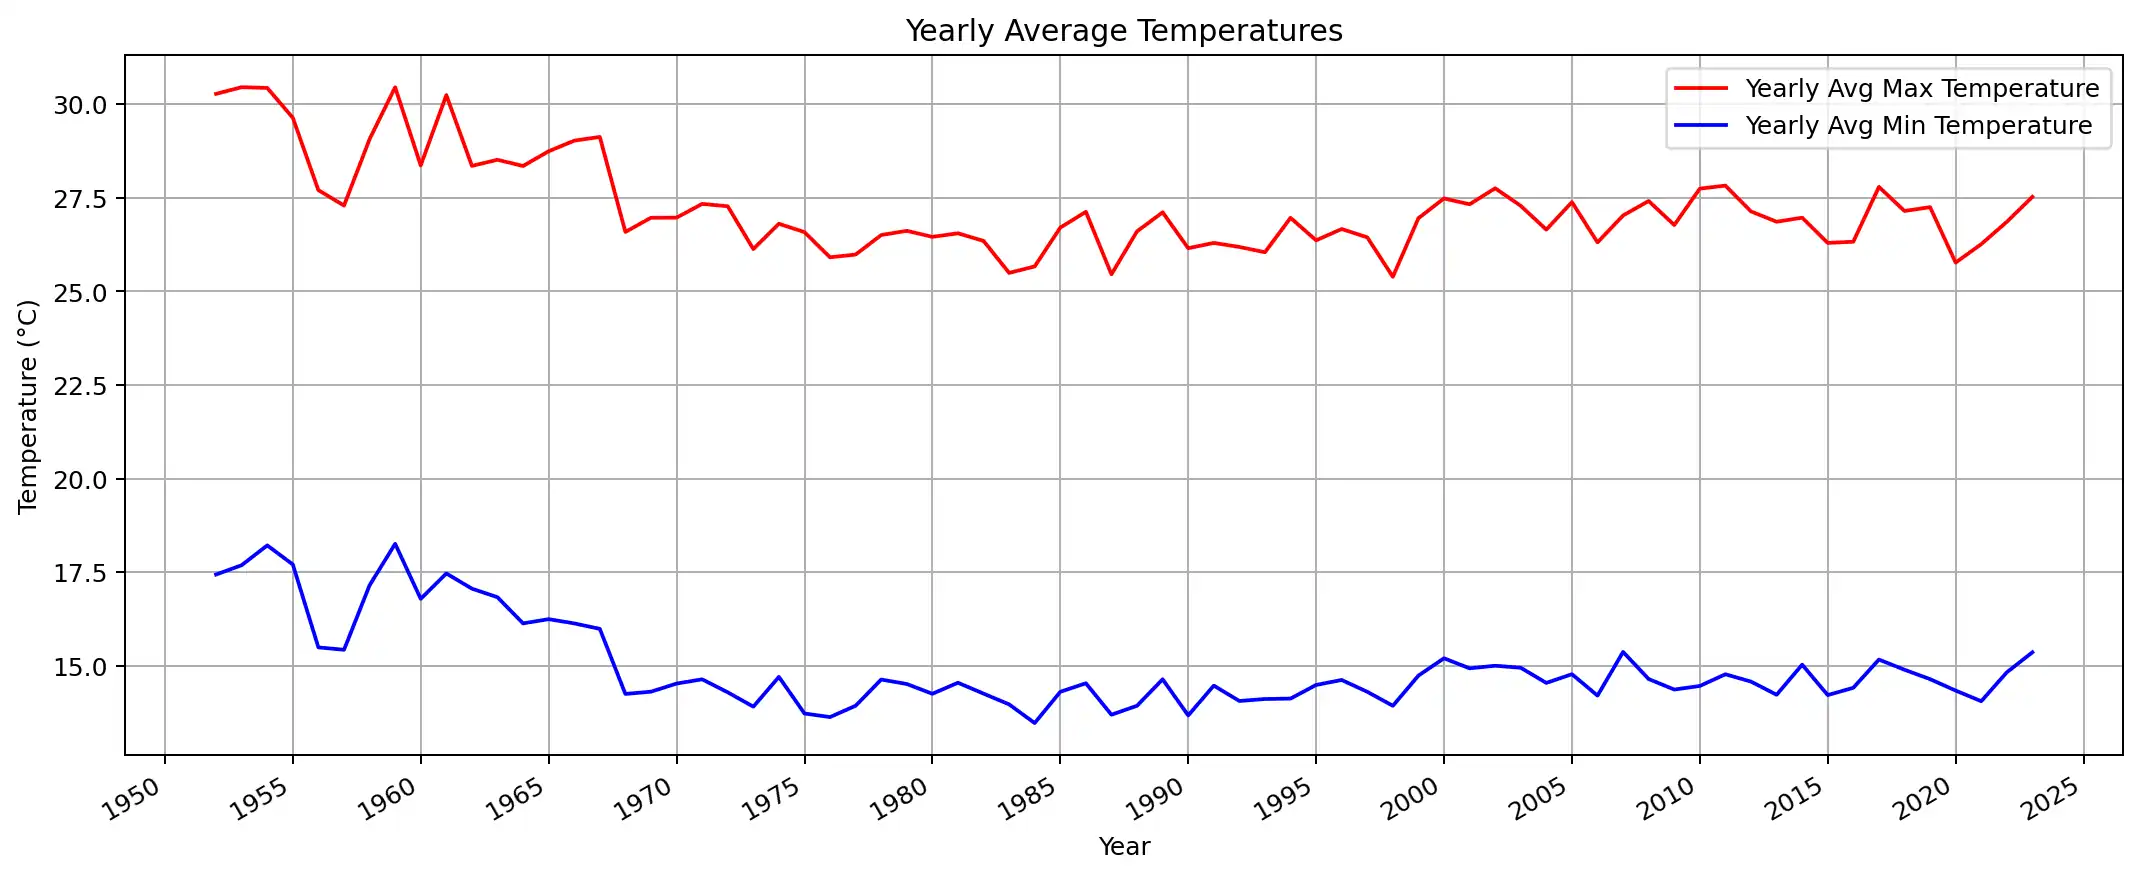 Yearly Average Temperatures
Yearly Avg Max Temperature
Yearly Avg Min Temperature
Temperature (°C)
30.0
27.5
25.0
22.5
20.0
17.5
15.0
1950 1955 1960 1965 1970 1975 1980 1985 1990 1995 2000 2005 2010 2015 2020 2025
Year